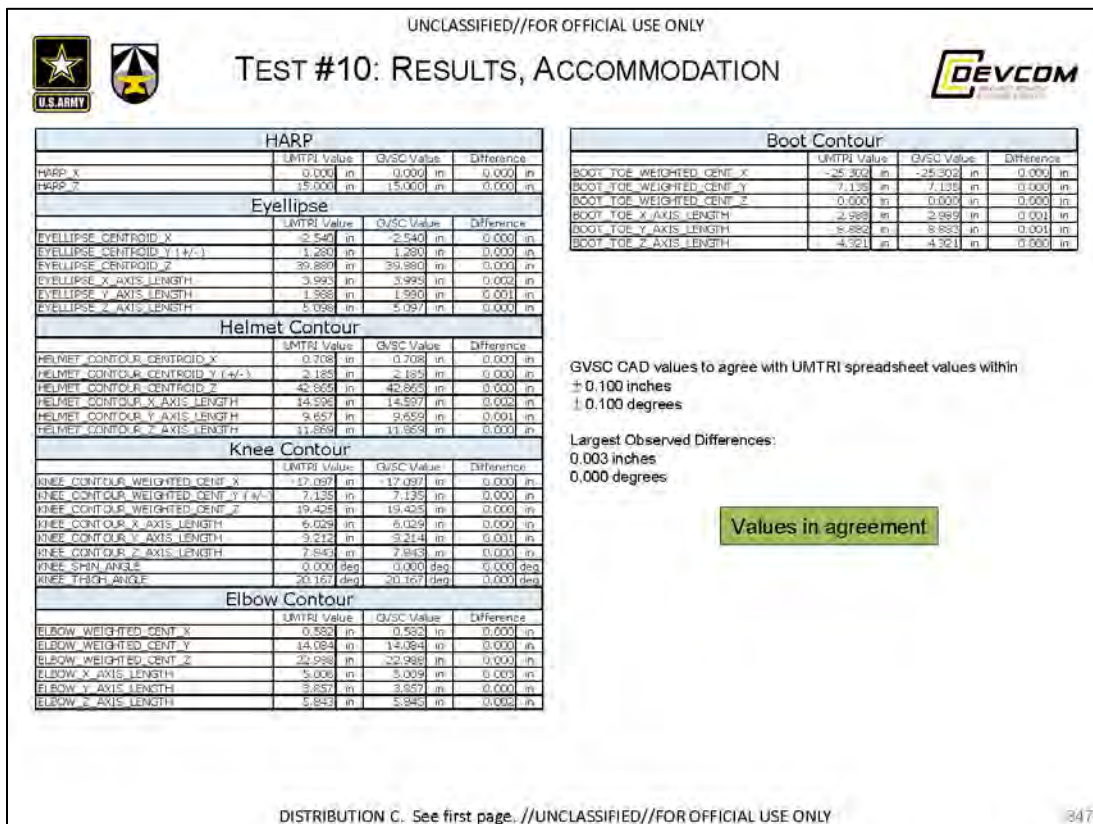 UNCLASSIFIED//FOR OFFICIAL USE ONLY
U.S.ARMY
TEST #10: RESULTS, ACCOMMODATION
DEVCOM
HARP
UMTRI Value GVSC Value Difference
HARP_X 0.000 in 0.000 in 0.000 in
HARP_Z 15.000 in 15.000 in 0.000 in
Eyellipse
UMTRI Value GVSC Value Difference
EYELLIPSE_CENTROID_X -2.540 in -2.540 in 0.000 in
EYELLIPSE_CENTROID_Y (+/-) 1.280 in 1.280 in 0.000 in
EYELLIPSE_CENTROID_Z 39.880 in 39.880 in 0.000 in
EYELLIPSE_X_AXIS_LENGTH 3.993 in 3.995 in 0.002 in
EYELLIPSE_Y_AXIS_LENGTH 1.988 in 1.990 in 0.001 in
EYELLIPSE_Z_AXIS_LENGTH 5.098 in 5.097 in 0.000 in
Helmet Contour
UMTRI Value GVSC Value Difference
HELMET_CONTOUR_CENTROID_X 0.708 in 0.708 in 0.000 in
HELMET_CONTOUR_CENTROID_Y (+/-) 2.185 in 2.185 in 0.000 in
HELMET_CONTOUR_CENTROID_Z 42.865 in 42.865 in 0.000 in
HELMET_CONTOUR_X_AXIS_LENGTH 14.596 in 14.597 in 0.002 in
HELMET_CONTOUR_Y_AXIS_LENGTH 9.657 in 9.659 in 0.001 in
HELMET_CONTOUR_Z_AXIS_LENGTH 11.869 in 11.869 in 0.000 in
Knee Contour
UMTRI Value GVSC Value Difference
KNEE_CONTOUR_WEIGHTED_CENT_X -17.097 in -17.097 in 0.000 in
KNEE_CONTOUR_WEIGHTED_CENT_Y (+/-) 7.135 in 7.135 in 0.000 in
KNEE_CONTOUR_WEIGHTED_CENT_Z 19.425 in 19.425 in 0.000 in
KNEE_CONTOUR_X_AXIS_LENGTH 6.029 in 6.029 in 0.000 in
KNEE_CONTOUR_Y_AXIS_LENGTH 9.212 in 9.214 in 0.001 in
KNEE_CONTOUR_Z_AXIS_LENGTH 7.843 in 7.843 in 0.000 in
KNEE_SHIN_ANGLE 0.000 deg 0.000 deg 0.000 deg
KNEE_THIGH_ANGLE 20.167 deg 20.167 deg 0.000 deg
Elbow Contour
UMTRI Value GVSC Value Difference
ELBOW_WEIGHTED_CENT_X 0.582 in 0.582 in 0.000 in
ELBOW_WEIGHTED_CENT_Y 14.084 in 14.084 in 0.000 in
ELBOW_WEIGHTED_CENT_Z 22.988 in 22.988 in 0.000 in
ELBOW_X_AXIS_LENGTH 5.006 in 5.009 in 0.003 in
ELBOW_Y_AXIS_LENGTH 3.857 in 3.857 in 0.000 in
ELBOW_Z_AXIS_LENGTH 5.843 in 5.845 in 0.002 in
Boot Contour
UMTRI Value GVSC Value Difference
BOOT_TOE_WEIGHTED_CENT_X -25.302 in -25.302 in 0.000 in
BOOT_TOE_WEIGHTED_CENT_Y 7.135 in 7.135 in 0.000 in
BOOT_TOE_WEIGHTED_CENT_Z 0.000 in 0.000 in 0.000 in
BOOT_TOE_X_AXIS_LENGTH 2.988 in 2.989 in 0.001 in
BOOT_TOE_Y_AXIS_LENGTH 8.882 in 8.883 in 0.001 in
BOOT_TOE_Z_AXIS_LENGTH 4.921 in 4.921 in 0.000 in
GVSC CAD values to agree with UMTRI spreadsheet values within
± 0.100 inches
± 0.100 degrees
Largest Observed Differences:
0.003 inches
0.000 degrees
Values in agreement
DISTRIBUTION C. See first page. //UNCLASSIFIED//FOR OFFICIAL USE ONLY
347